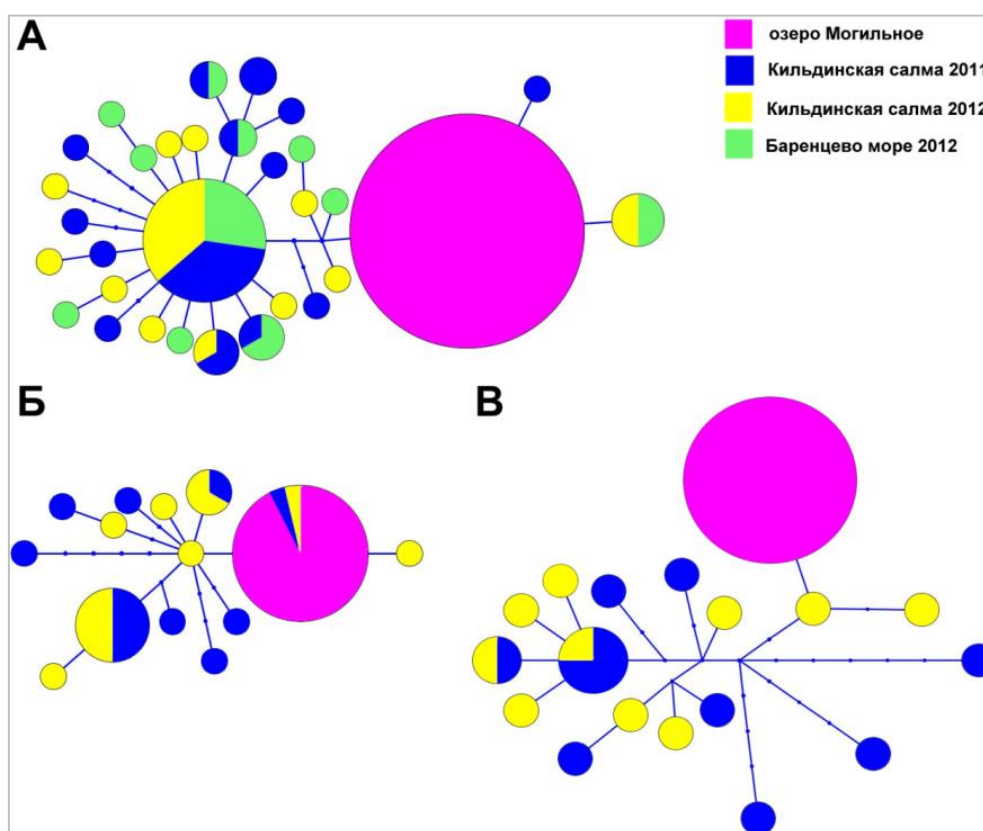 А
озеро Могильное
Кильдинская салма 2011
Кильдинская салма 2012
Баренцево море 2012
Б
В